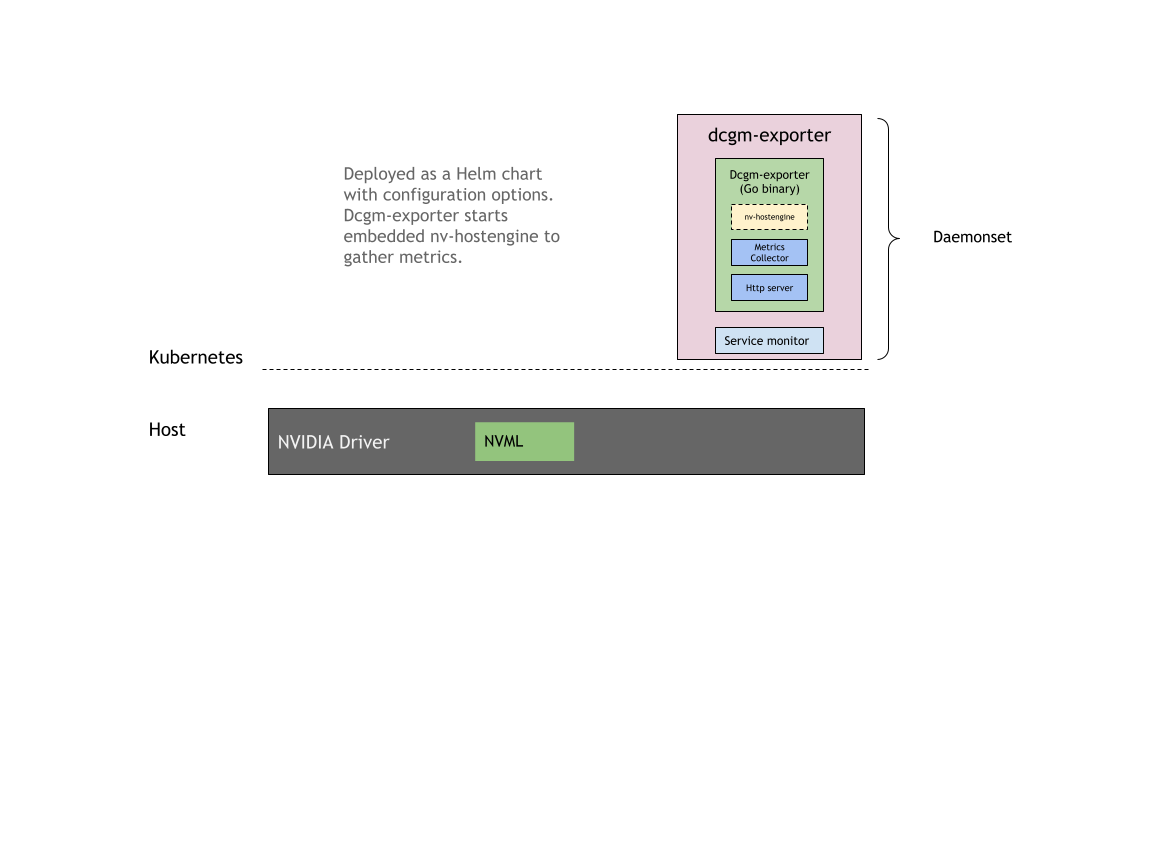 dcgm-exporter
Deployed as a Helm chart
with configuration options.
Dcgm-exporter starts
embedded nv-hostengine to
gather metrics.
Dcgm-exporter
(Go binary)
nv-hostengine
Metrics
Collector
Http server
Service monitor
Daemonset
Kubernetes
Host
NVIDIA Driver
NVML